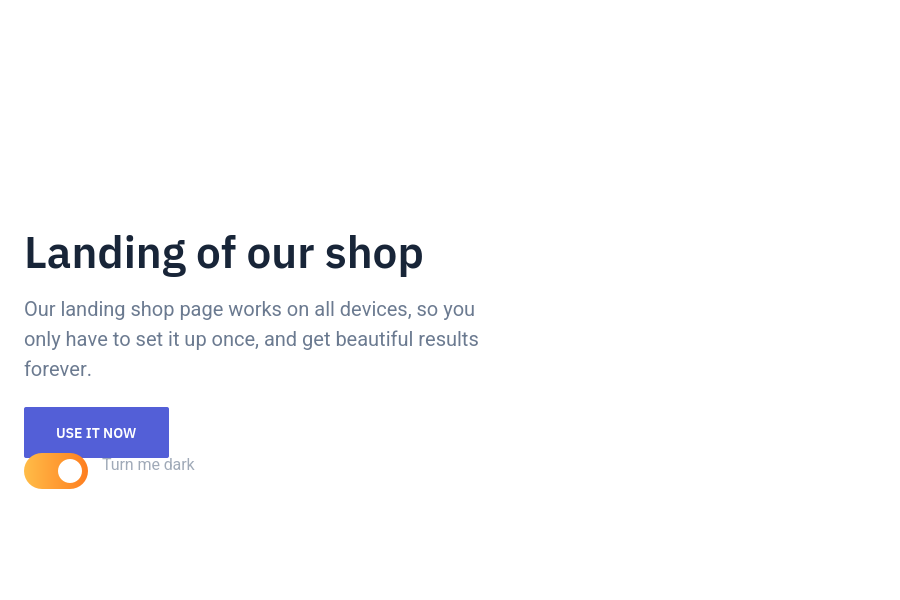 Landing of our shop
Our landing shop page works on all devices, so you
only have to set it up once, and get beautiful results
forever.
USE IT NOW
Turn me dark